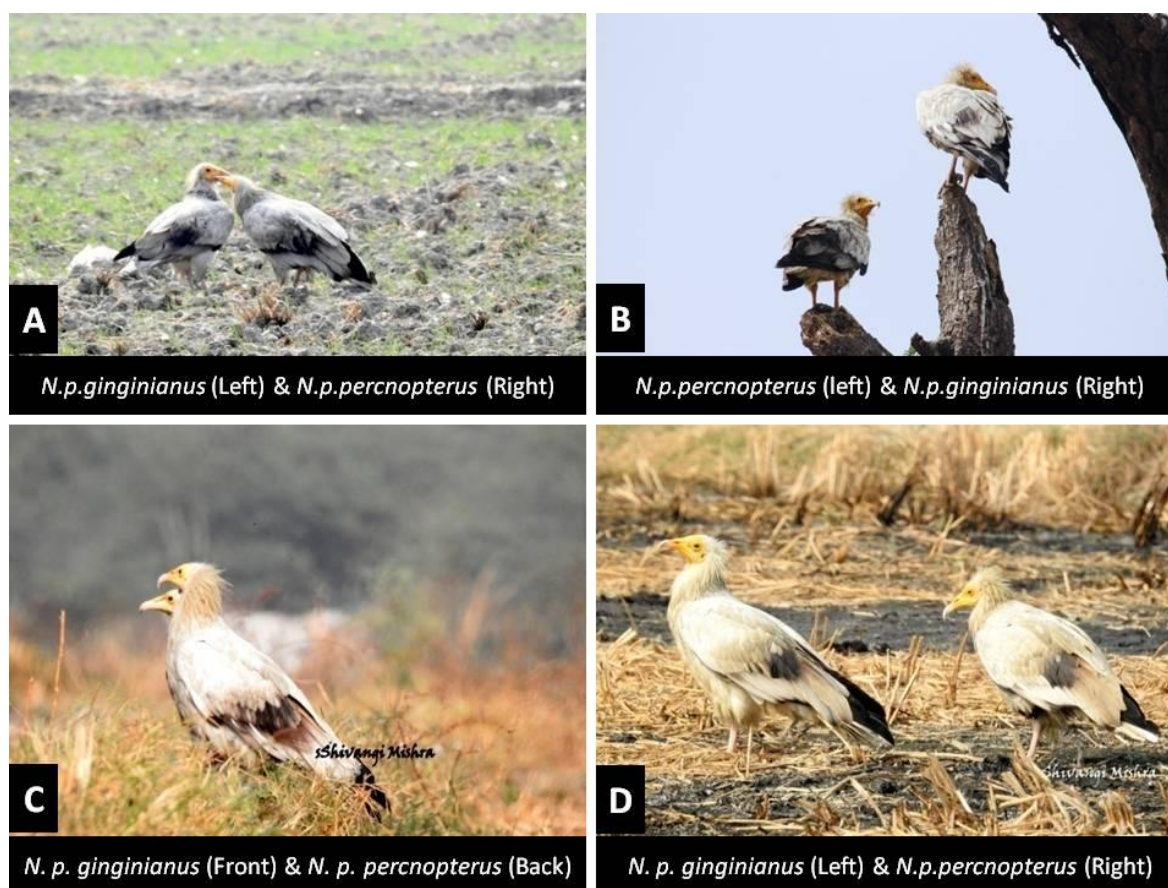 A
N.p.ginginianus (Left) & N.p.percnopterus (Right)
B
N.p.percnopterus (left) & N.p.ginginianus (Right)
sShivangi Mishra
C
N. p. ginginianus (Front) & N. p. percnopterus (Back)
Shivangi Mishra
D
N. p. ginginianus (Left) & N.p.percnopterus (Right)